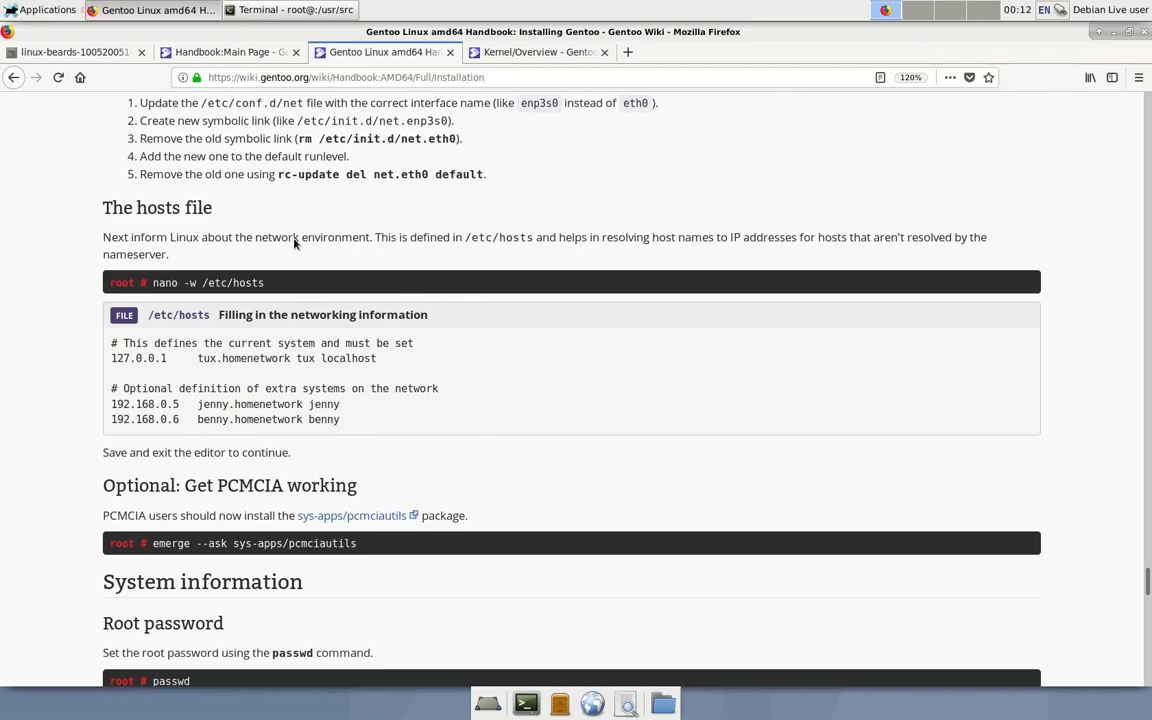 Applications
Gentoo Linux amd64 H...
Terminal - root@:/usr/src
00:12
EN
Debian Live user
Gentoo Linux amd64 Handbook: Installing Gentoo - Gentoo Wiki - Mozilla Firefox
linux-beards-100520051-
Handbook:Main Page - G
Gentoo Linux amd64 Han
Kernel/Overview - Gento
https://wiki.gentoo.org/wiki/Handbook:AMD64/Full/Installation
120%
1. Update the /etc/conf.d/net file with the correct interface name (like enp3s0 instead of eth0 ).
2. Create new symbolic link (like /etc/init.d/net.enp3s0).
3. Remove the old symbolic link (rm /etc/init.d/net.eth0).
4. Add the new one to the default runlevel.
5. Remove the old one using rc-update del net.eth0 default.
The hosts file
Next inform Linux about the network environment. This is defined in /etc/hosts and helps in resolving host names to IP addresses for hosts that aren't resolved by the
nameserver.
root # nano -w /etc/hosts
FILE /etc/hosts Filling in the networking information
# This defines the current system and must be set
127.0.0.1 tux.homenetwork tux localhost
# Optional definition of extra systems on the network
192.168.0.5 jenny.homenetwork jenny
192.168.0.6 benny.homenetwork benny
Save and exit the editor to continue.
Optional: Get PCMCIA working
PCMCIA users should now install the sys-apps/pcmciautils package.
root # emerge --ask sys-apps/pcmciautils
System information
Root password
Set the root password using the passwd command.
root # passwd